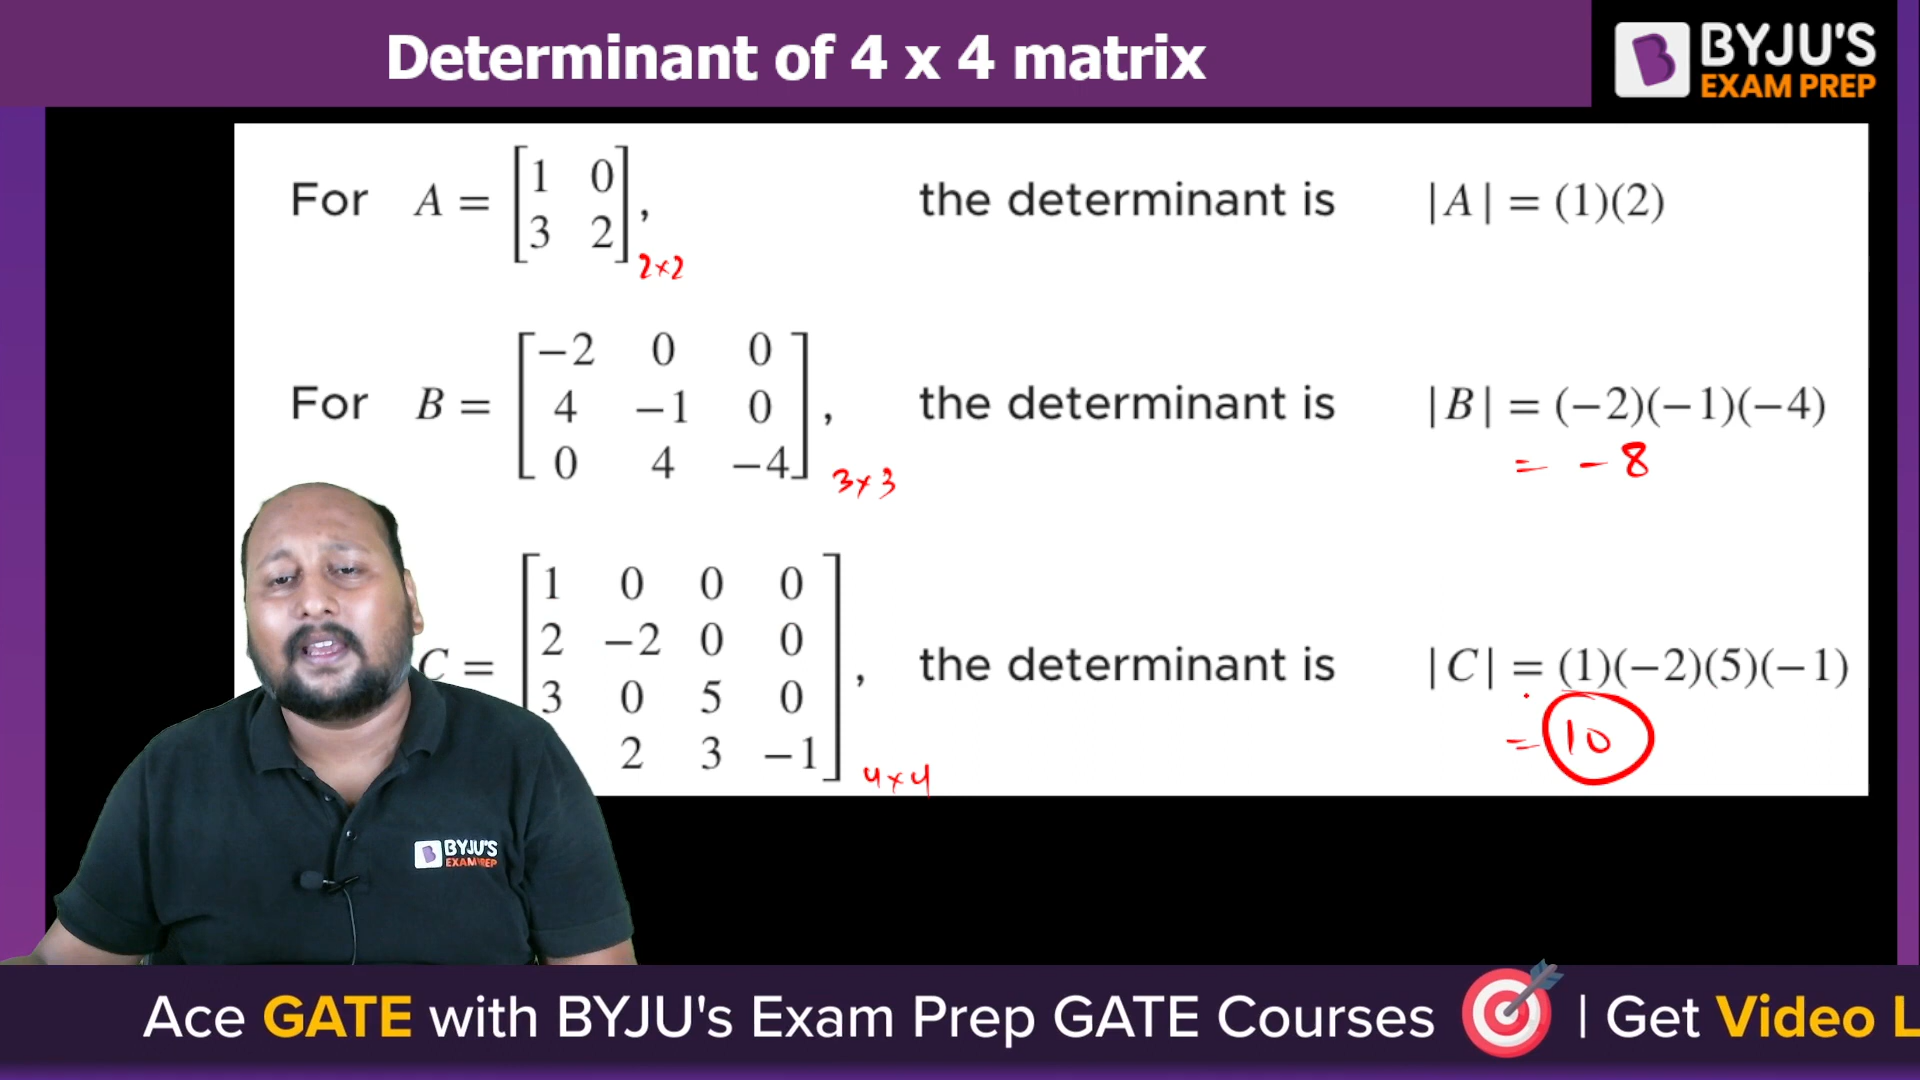 Determinant of 4 x 4 matrix
BYJU'S
EXAM PREP
For A = [1 0
3 2], the determinant is |A| = (1)(2)
2×2
For B = [−2 0 0
4 −1 0
0 4 −4], the determinant is |B| = (−2)(−1)(−4)
3×3
= −8
C = [1 0 0 0
2 −2 0 0
3 0 5 0
2 3 −1], the determinant is |C| = (1)(−2)(5)(−1)
4×4
= 10
BYJU'S
EXAM PREP
Ace GATE with BYJU's Exam Prep GATE Courses | Get Video L